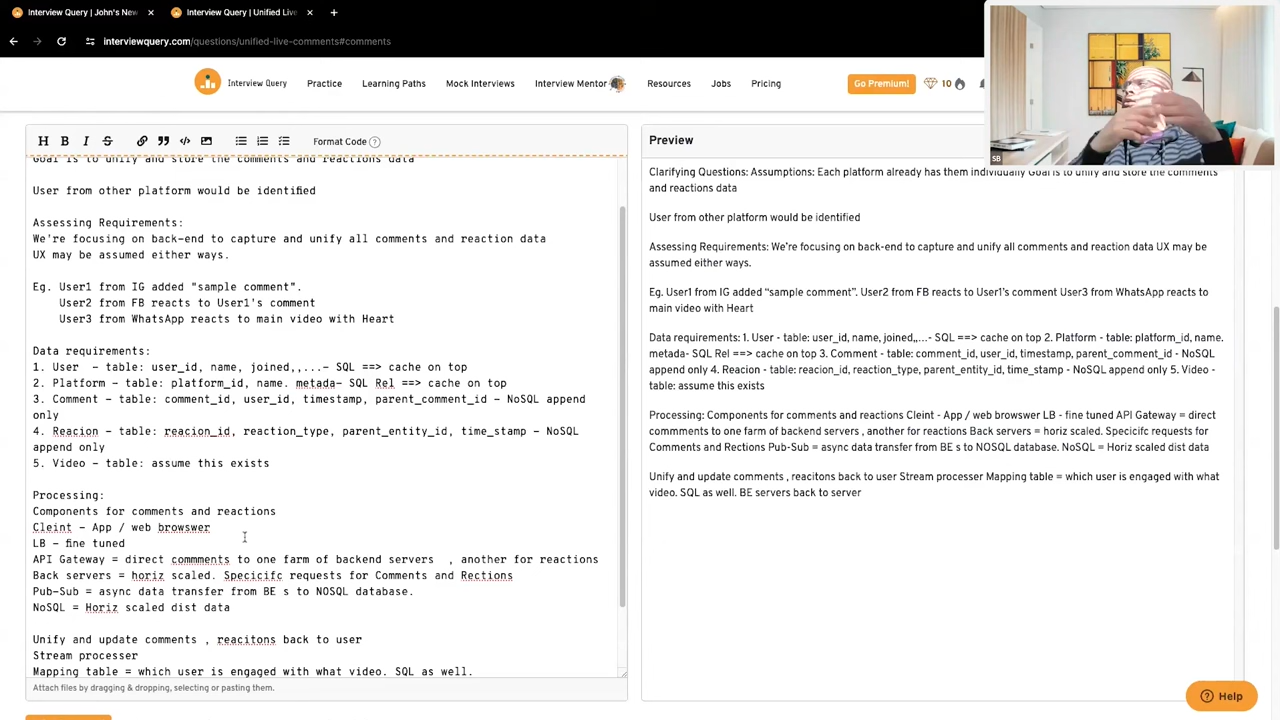 Interview Query | John's New
Interview Query | Unified Live
interviewquery.com/questions/unified-live-comments#comments
Interview Query
Practice
Learning Paths
Mock Interviews
Interview Mentor
Resources
Jobs
Pricing
Go Premium!
10
SB
H B I S
Format Code ?
Goal is to unify and store the comments and reactions data
User from other platform would be identified
Assessing Requirements:
We're focusing on back-end to capture and unify all comments and reaction data
UX may be assumed either ways.
Eg. User1 from IG added "sample comment".
User2 from FB reacts to User1's comment
User3 from WhatsApp reacts to main video with Heart
Data requirements:
1. User - table: user_id, name, joined,,...- SQL ==> cache on top
2. Platform - table: platform_id, name. metada- SQL Rel ==> cache on top
3. Comment - table: comment_id, user_id, timestamp, parent_comment_id - NoSQL append
only
4. Reacion - table: reacion_id, reaction_type, parent_entity_id, time_stamp - NoSQL
append only
5. Video - table: assume this exists
Processing:
Components for comments and reactions
Cleint - App / web browswer
LB - fine tuned
API Gateway = direct commments to one farm of backend servers , another for reactions
Back servers = horiz scaled. Specicifc requests for Comments and Rections
Pub-Sub = async data transfer from BE s to NOSQL database.
NoSQL = Horiz scaled dist data
Unify and update comments , reacitons back to user
Stream processer
Mapping table = which user is engaged with what video. SQL as well.
Attach files by dragging & dropping, selecting or pasting them.
Preview
Clarifying Questions: Assumptions: Each platform already has them individually Goal is to unify and store the comments
and reactions data
User from other platform would be identified
Assessing Requirements: We're focusing on back-end to capture and unify all comments and reaction data UX may be
assumed either ways.
Eg. User1 from IG added “sample comment”. User2 from FB reacts to User1’s comment User3 from WhatsApp reacts to
main video with Heart
Data requirements: 1. User - table: user_id, name, joined,,…- SQL ==> cache on top 2. Platform - table: platform_id, name.
metada- SQL Rel ==> cache on top 3. Comment - table: comment_id, user_id, timestamp, parent_comment_id - NoSQL
append only 4. Reacion - table: reacion_id, reaction_type, parent_entity_id, time_stamp - NoSQL append only 5. Video -
table: assume this exists
Processing: Components for comments and reactions Cleint - App / web browswer LB - fine tuned API Gateway = direct
commments to one farm of backend servers , another for reactions Back servers = horiz scaled. Specicifc requests for
Comments and Rections Pub-Sub = async data transfer from BE s to NOSQL database. NoSQL = Horiz scaled dist data
Unify and update comments , reacitons back to user Stream processer Mapping table = which user is engaged with what
video. SQL as well. BE servers back to server
Help